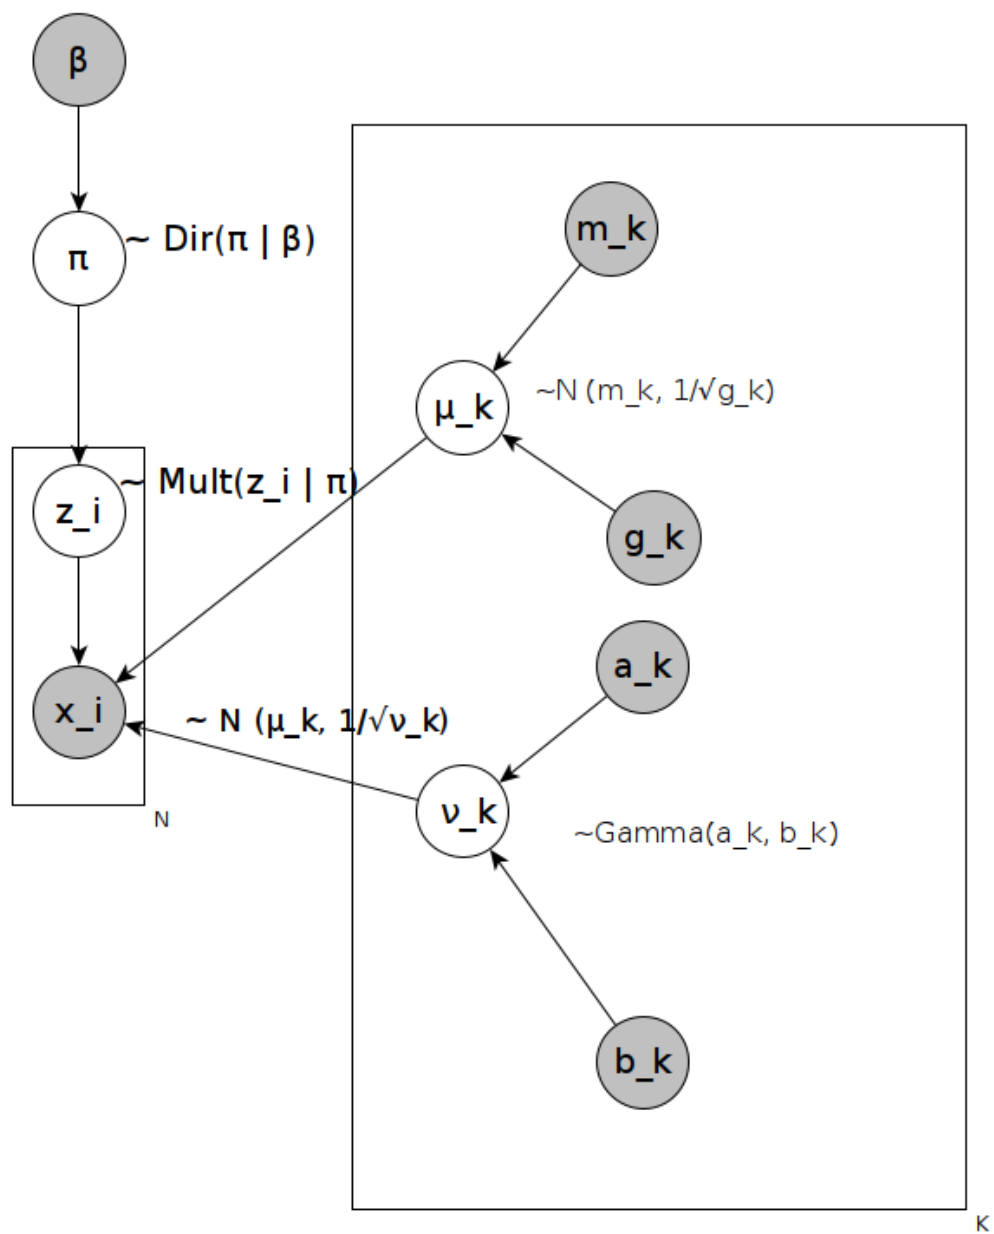 β
m_k
π
~ Dir(π | β)
~N (m_k, 1/√g_k)
μ_k
~ Mult(z_i | π)
z_i
g_k
a_k
x_i
~ N (μ_k, 1/√ν_k)
ν_k
N
~Gamma(a_k, b_k)
b_k
K